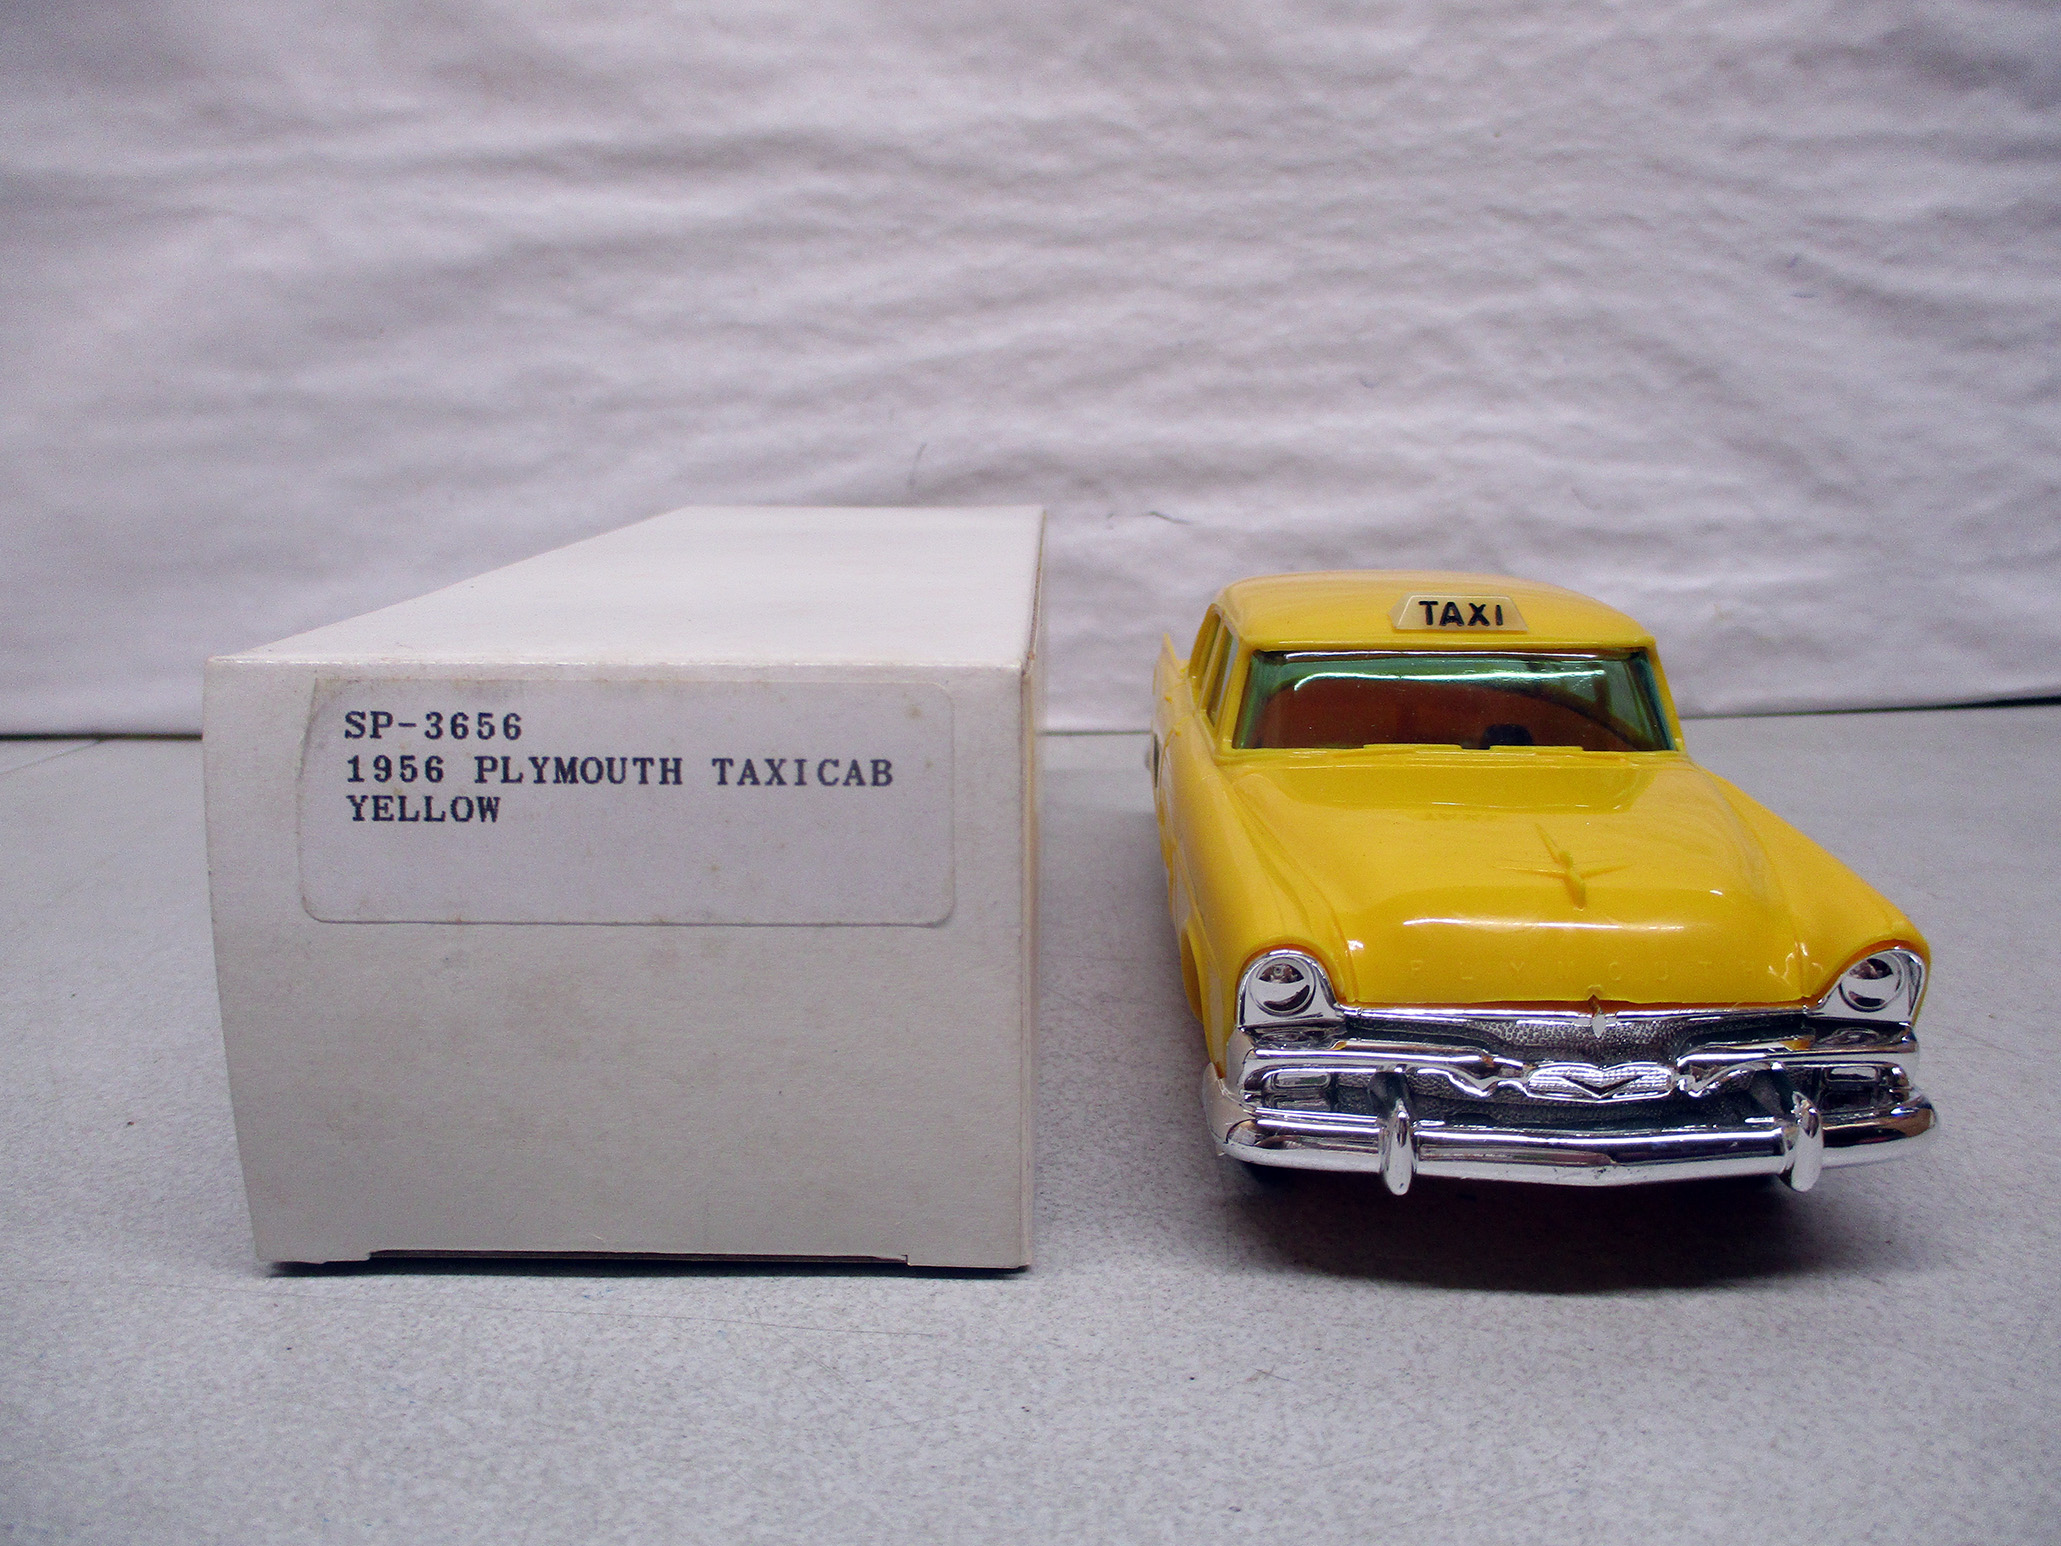 SP-3656
1956 PLYMOUTH TAXICAB
YELLOW
TAXI